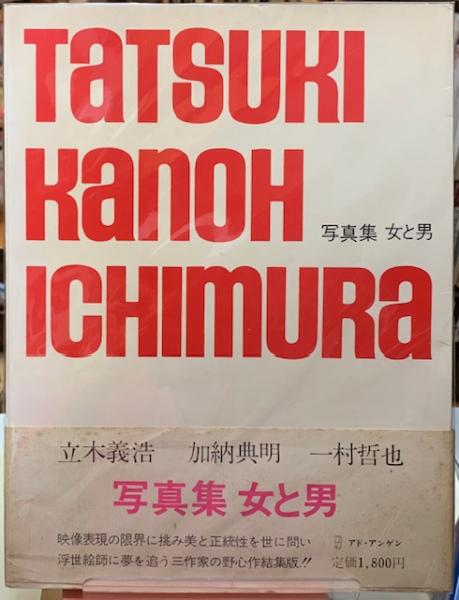 TaTSUKI
KanOH
写真集 女と男
ICHIMURa
立木義浩 加納典明 一村哲也
写真集 女と男
映像表現の限界に挑み美と正統性を世に問い
浮世絵師に夢を追う三作家の野心作結集版!!
アド・アンゲン
定価1,800円